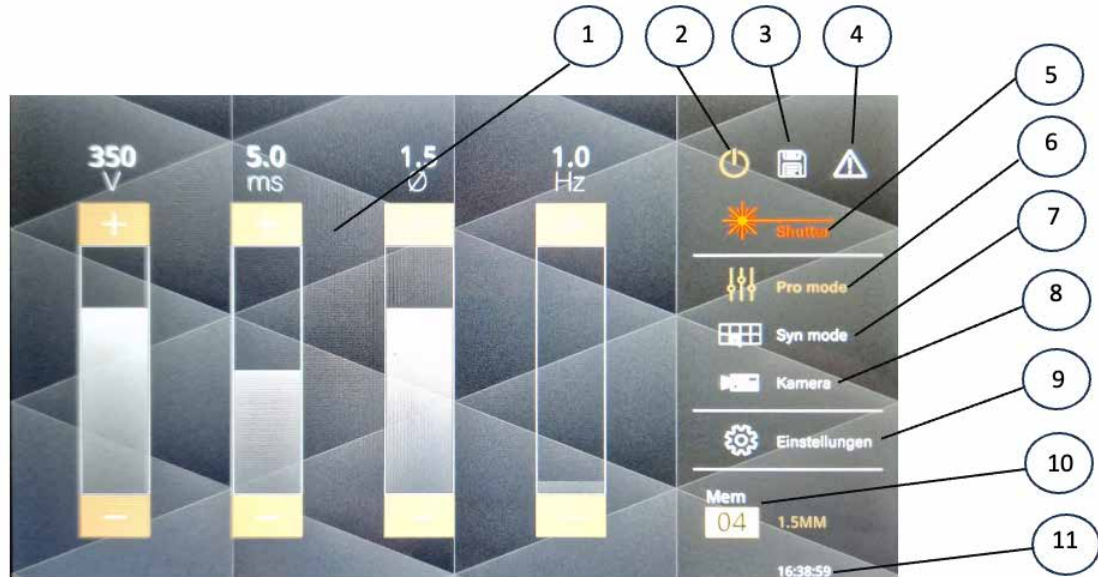 1 2 3 4
5
6
7
8
9
10
11
350 5.0 1.5 1.0
V ms Ø Hz
+ +
Shutter
Pro mode
Syn mode
Kamera
Einstellungen
Mem
04 1.5MM
16:38:59
- - - -